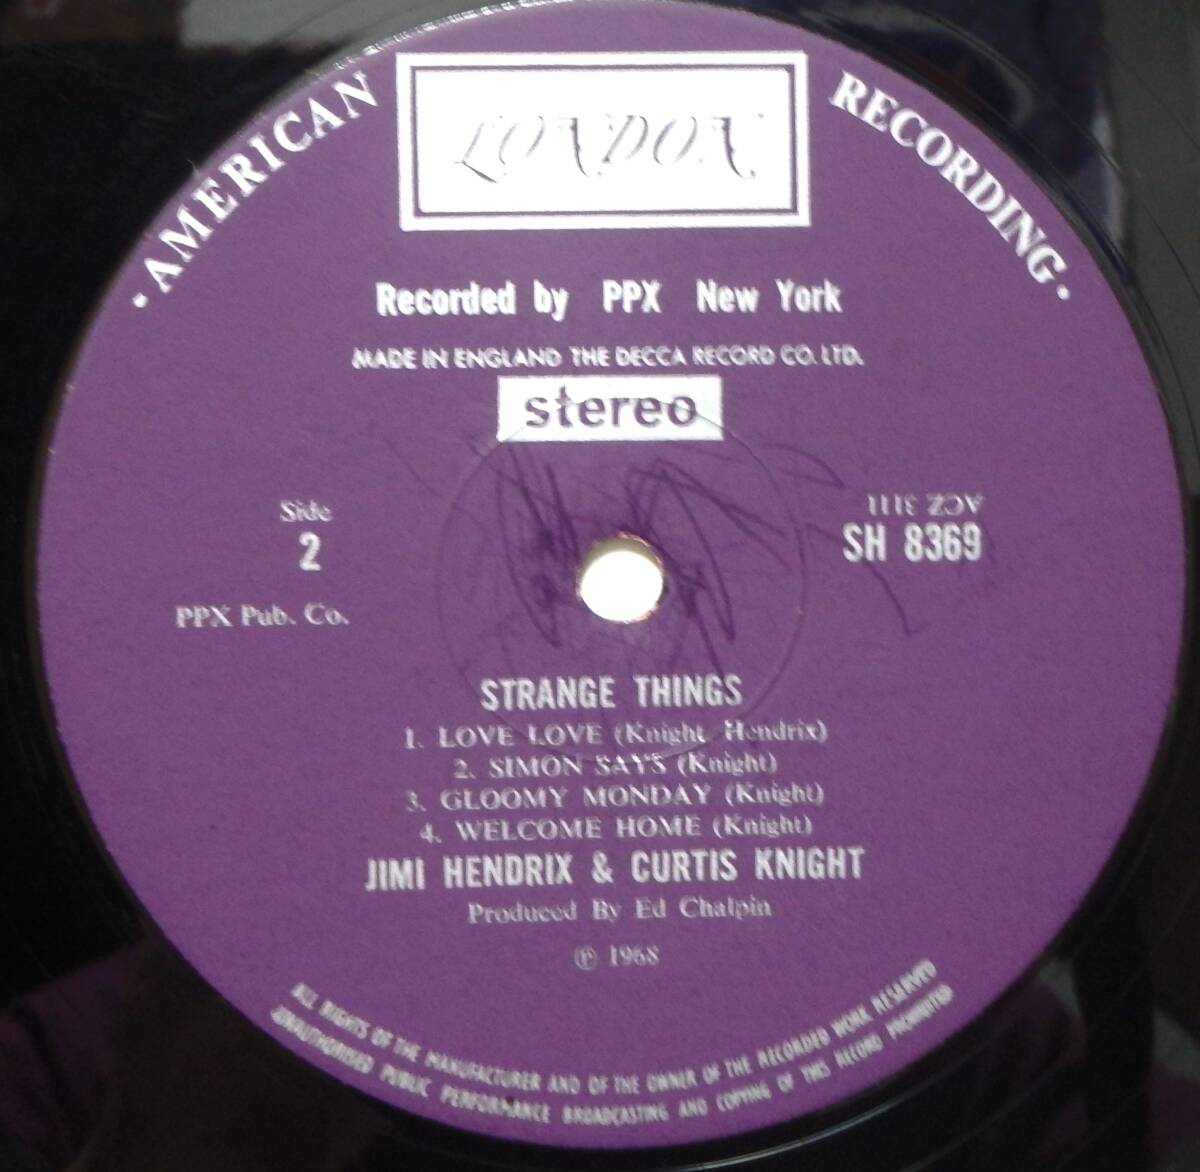 LONDON
· AMERICAN RECORDING ·
Recorded by PPX New York
MADE IN ENGLAND THE DECCA RECORD CO. LTD.
stereo
Side
2
PPX Pub. Co.
ACZ 3111
SH 8369
STRANGE THINGS
1. LOVE LOVE (Knight, Hendrix)
2. SIMON SAYS (Knight)
3. GLOOMY MONDAY (Knight)
4. WELCOME HOME (Knight)
JIMI HENDRIX & CURTIS KNIGHT
Produced By Ed Chalpin
℗ 1968
ALL RIGHTS OF THE MANUFACTURER AND OF THE OWNER OF THE RECORDED WORK RESERVED
UNAUTHORISED PUBLIC PERFORMANCE BROADCASTING AND COPYING OF THIS RECORD PROHIBITED